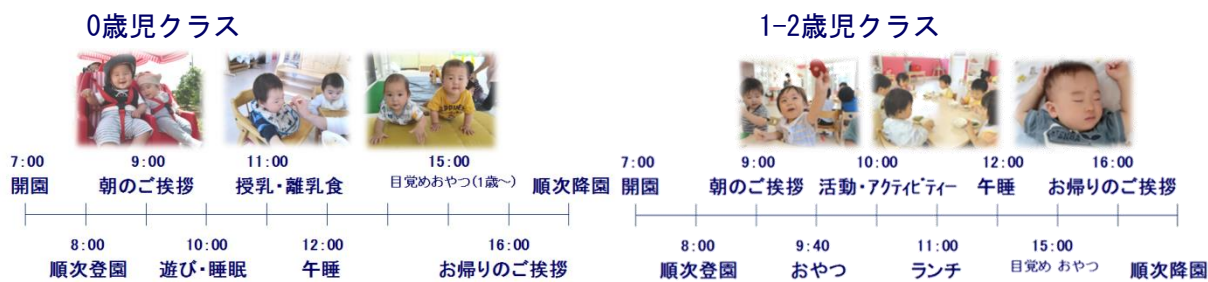 0歳児クラス
7:00
開園
9:00
朝のご挨拶
11:00
授乳・離乳食
15:00
目覚めおやつ(1歳～)
順次降園
8:00
順次登園
10:00
遊び・睡眠
12:00
午睡
16:00
お帰りのご挨拶
1-2歳児クラス
7:00
開園
9:00
朝のご挨拶
10:00
活動・アクティビティー
12:00
午睡
16:00
お帰りのご挨拶
8:00
順次登園
9:40
おやつ
11:00
ランチ
15:00
目覚め おやつ
順次降園